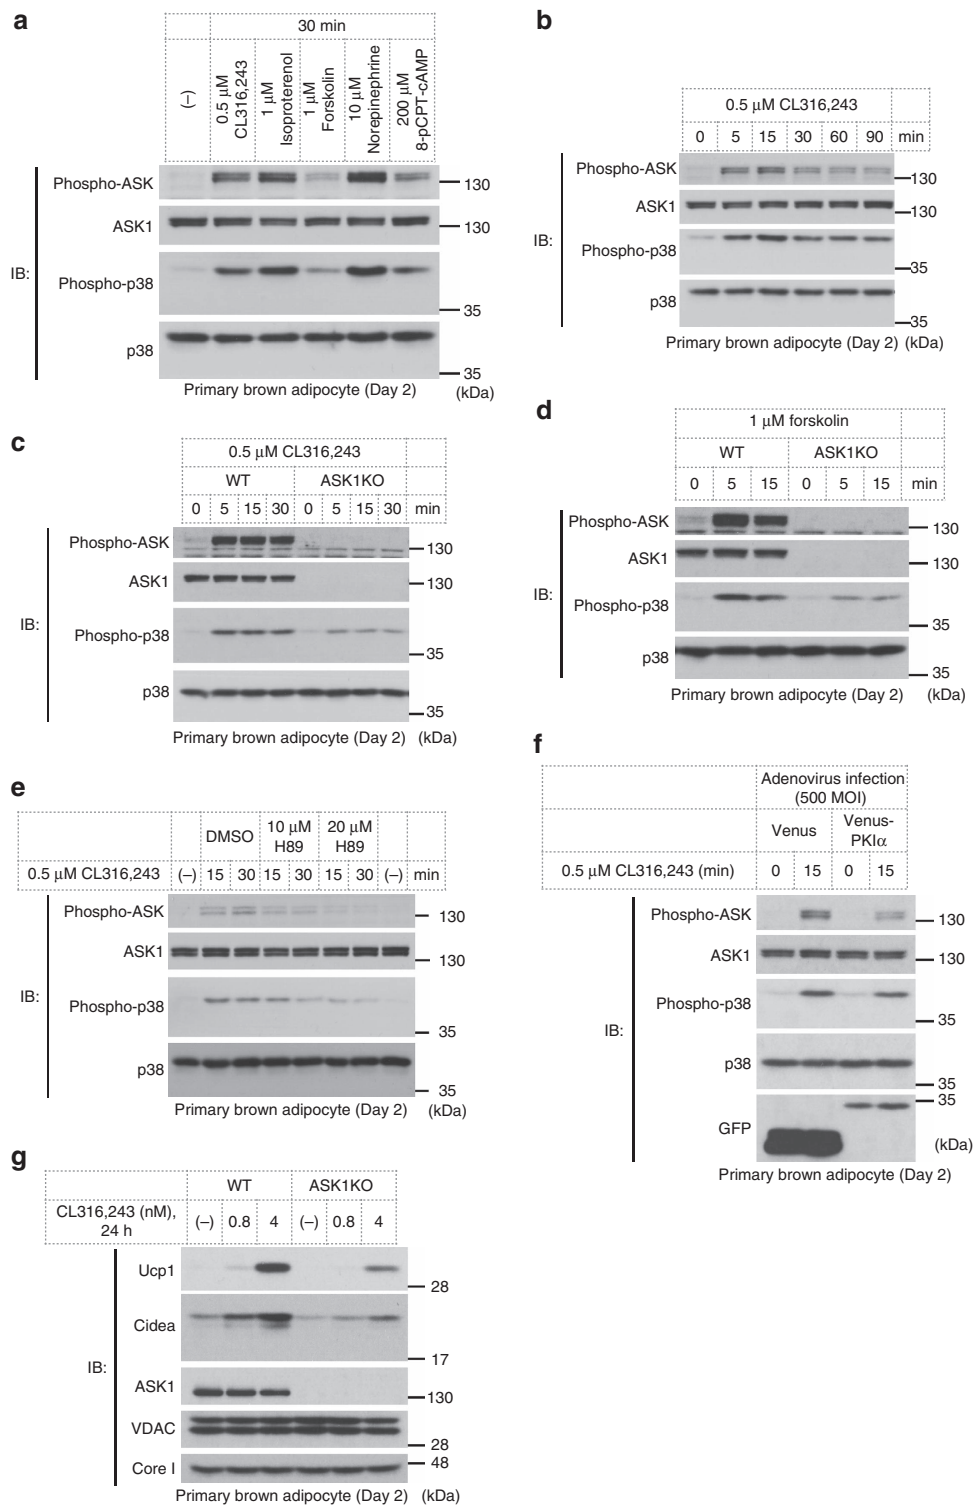 a
30 min
(–)
0.5 μM CL316,243
1 μM Isoproterenol
1 μM Forskolin
10 μM Norepinephrine
200 μM 8-pCPT-cAMP
IB:
Phospho-ASK
130
ASK1
130
Phospho-p38
35
p38
35
Primary brown adipocyte (Day 2) (kDa)
b
0.5 μM CL316,243
0 5 15 30 60 90 min
IB:
Phospho-ASK
130
ASK1
130
Phospho-p38
35
p38
35
Primary brown adipocyte (Day 2) (kDa)
c
0.5 μM CL316,243
WT ASK1KO
0 5 15 30 0 5 15 30 min
IB:
Phospho-ASK
130
ASK1
130
Phospho-p38
35
p38
35
Primary brown adipocyte (Day 2) (kDa)
d
1 μM forskolin
WT ASK1KO
0 5 15 0 5 15 min
IB:
Phospho-ASK
130
ASK1
130
Phospho-p38
35
p38
35
Primary brown adipocyte (Day 2) (kDa)
e
DMSO 10 μM H89 20 μM H89
0.5 μM CL316,243 (–) 15 30 15 30 15 30 (–) min
IB:
Phospho-ASK
130
ASK1
130
Phospho-p38
35
p38
35
Primary brown adipocyte (Day 2) (kDa)
f
Adenovirus infection
(500 MOI)
Venus Venus-PKIα
0.5 μM CL316,243 (min) 0 15 0 15
IB:
Phospho-ASK
130
ASK1
130
Phospho-p38
35
p38
35
35
GFP
(kDa)
Primary brown adipocyte (Day 2)
g
WT ASK1KO
CL316,243 (nM), 24 h (–) 0.8 4 (–) 0.8 4
IB:
Ucp1
28
Cidea
17
ASK1
130
VDAC
28
48
Core I
Primary brown adipocyte (Day 2) (kDa)